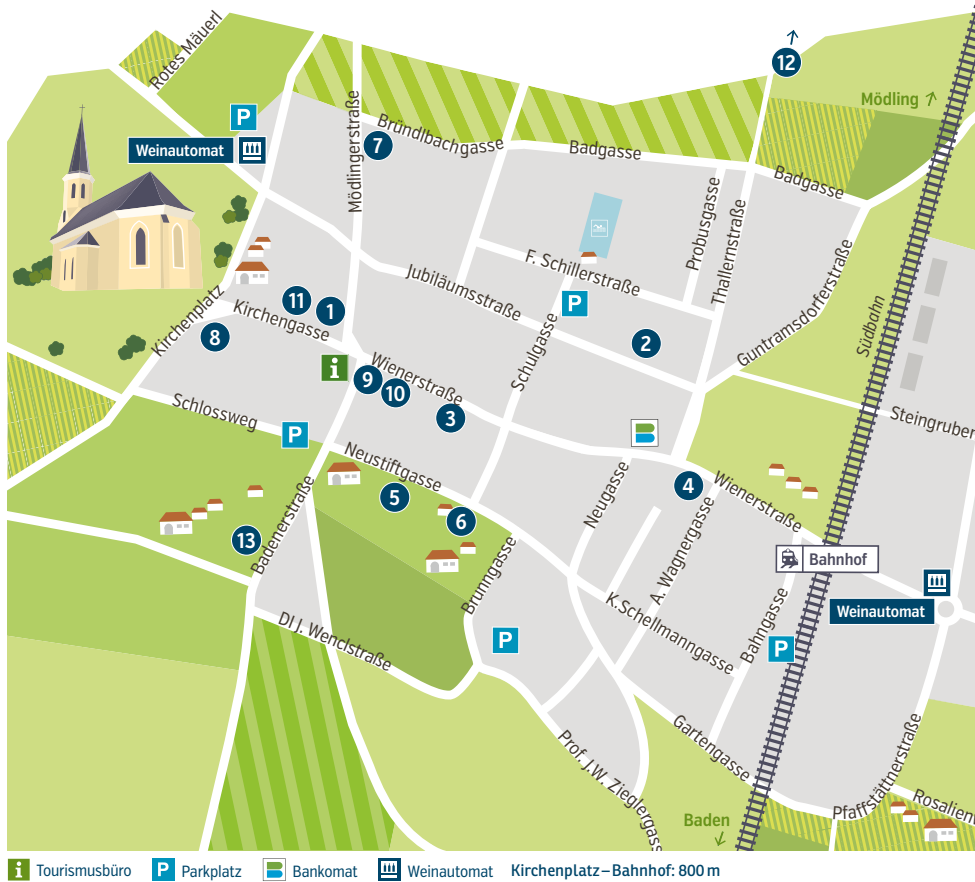 Rotes Mäuerl
12
Mödling
P
Weinautomat
Mödlingerstraße
7
Bründlbachgasse
Badgasse
Badgasse
Probusgasse
Thallernstraße
F. Schillerstraße
Jubiläumsstraße
P
Guntramsdorferstraße
Südbahn
Kirchenplatz
11
1
Kirchengasse
8
2
Schulgasse
i
9
10
Wienerstraße
3
Schlossweg
P
B
Steingruber
Neustiftgasse
5
6
4
Wienerstraße
Neugasse
A. Wagnergasse
13
Badenerstraße
Brunngasse
Bahnhof
Weinautomat
K.Schellmanngasse
Bahngasse
P
P
DI J. Wenclstraße
Gartengasse
Prof. J.W. Zieglergass
Pfaffstättnerstraße
Rosalien
Baden
i Tourismusbüro P Parkplatz B Bankomat Weinautomat Kirchenplatz–Bahnhof: 800 m